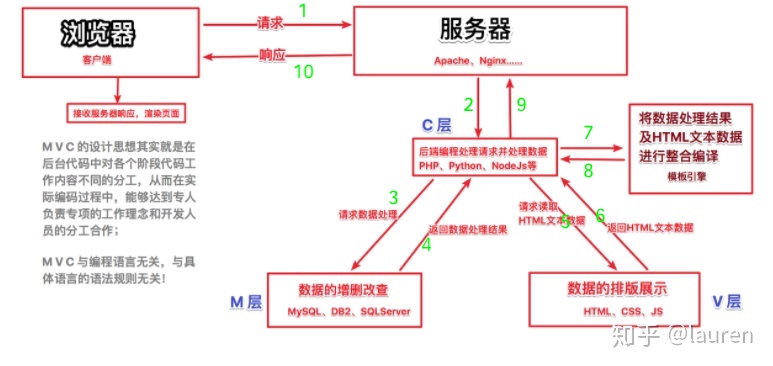 浏览器
客户端
1
请求
响应
10
服务器
Apache、Nginx......
接收服务器响应，渲染页面
2
9
C 层
后端编程处理请求并处理数据
PHP、Python、NodeJs等
7
8
将数据处理结果
及HTML文本数据
进行整合编译
模板引擎
M V C 的设计思想其实就是在
后台代码中对各个阶段代码工
作内容不同的分工，从而在实
际编码过程中，能够达到专人
负责专项的工作理念和开发人
员的分工合作；
M V C 与编程语言无关，与具
体语言的语法规则无关！
3
请求数据处理
4
返回数据处理结果
请求读取
HTML文本数据
5
6
返回HTML文本数据
M 层
数据的增删改查
MySQL、DB2、SQLServer
数据的排版展示
HTML、CSS、JS
V 层
知乎 @lauren